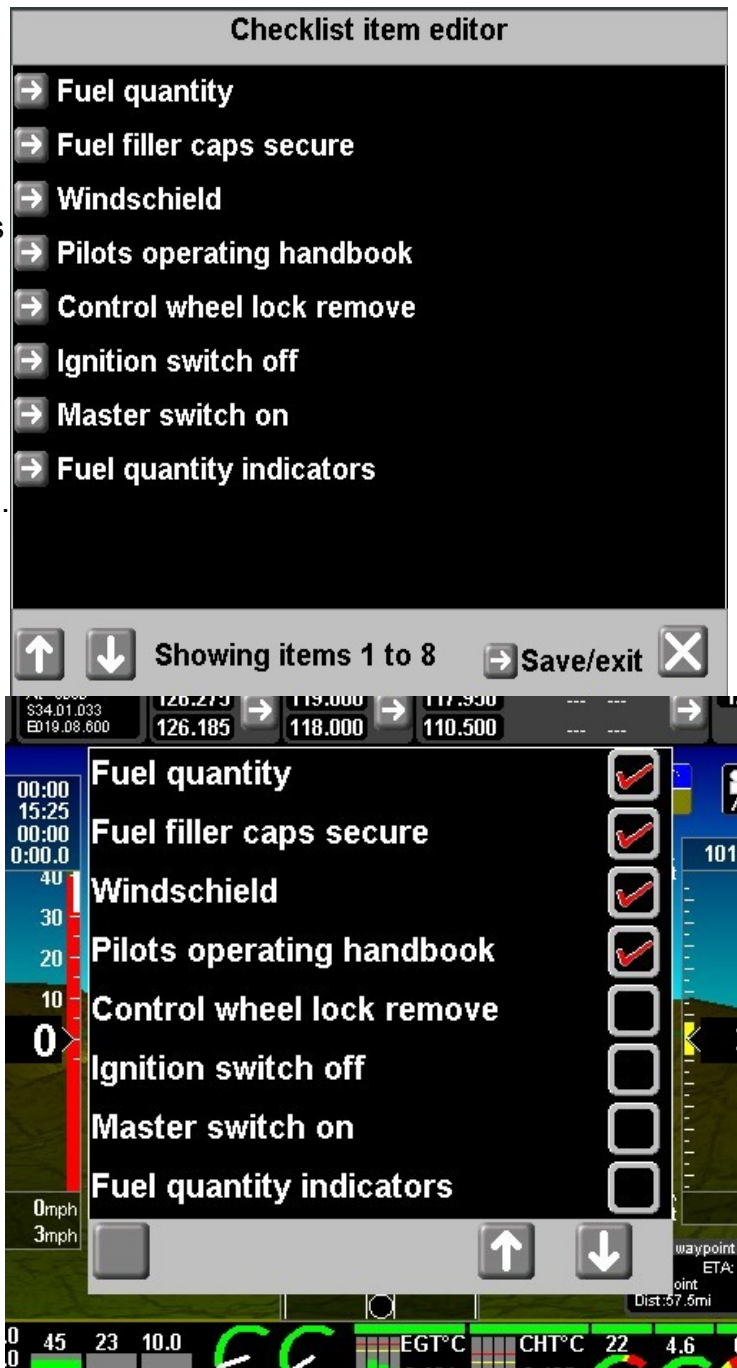 Checklist item editor
Fuel quantity
Fuel filler caps secure
Windschield
s
Pilots operating handbook
Control wheel lock remove
Ignition switch off
Master switch on
Fuel quantity indicators
.
Showing items 1 to 8 Save/exit
S34.01.033
E019.08.600
126.185 118.000 110.500 --- ---
Fuel quantity
00:00
15:25
00:00
0:00.0
Fuel filler caps secure
101
40
Windschield
30
20
Pilots operating handbook
10
Control wheel lock remove
0
Ignition switch off
Master switch on
Fuel quantity indicators
0mph
3mph
waypoint
ETA:
oint
Dist:57.5mi
.0 45 23 10.0 EGT°C CHT°C 22 4.6
.0